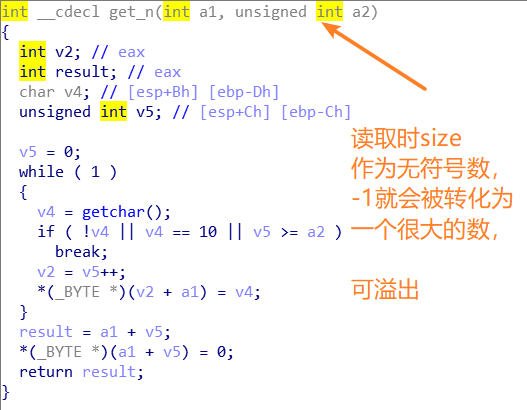 int __cdecl get_n(int a1, unsigned int a2)
{
  int v2; // eax
  int result; // eax
  char v4; // [esp+Bh] [ebp-Dh]
  unsigned int v5; // [esp+Ch] [ebp-Ch]

  v5 = 0;
  while ( 1 )
  {
    v4 = getchar();
    if ( !v4 || v4 == 10 || v5 >= a2 )
      break;
    v2 = v5++;
    *(_BYTE *)(v2 + a1) = v4;
  }
  result = a1 + v5;
  *(_BYTE *)(a1 + v5) = 0;
  return result;
}
读取时size
作为无符号数，
-1就会被转化为
一个很大的数，
可溢出